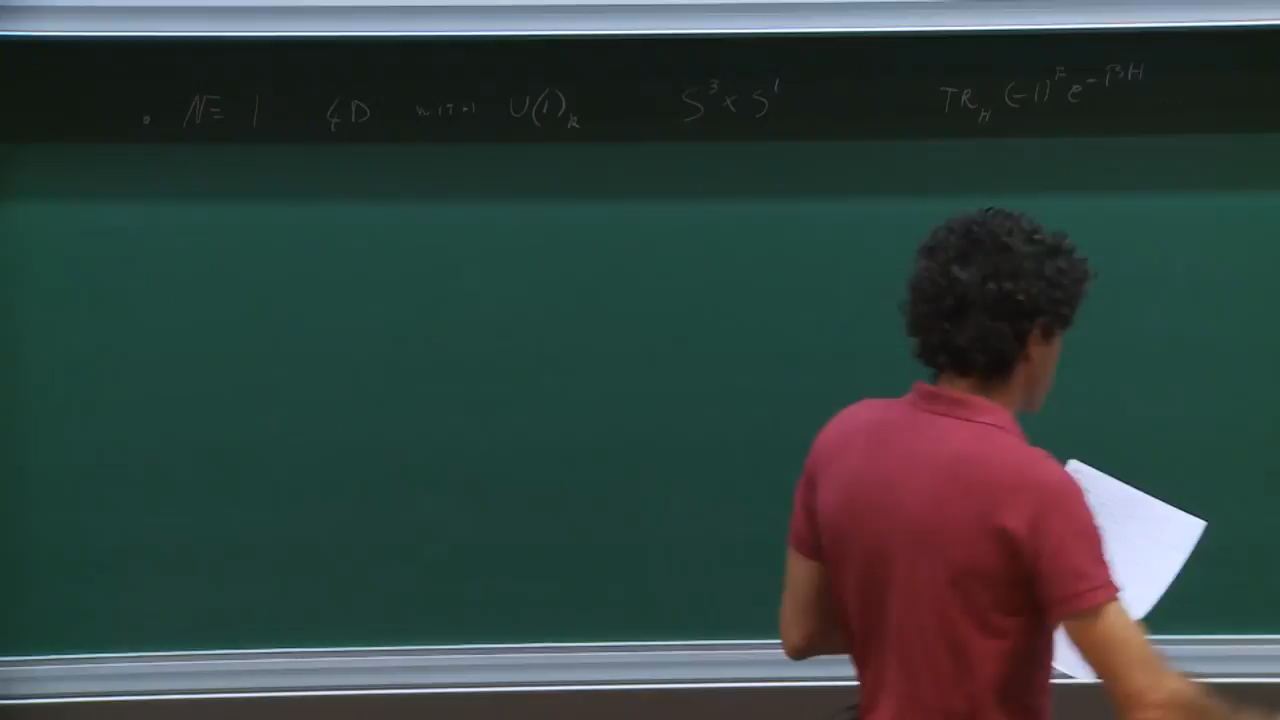 · N = 1 4D WITH U(1)_R S^3 × S^1 TR_H (-1)^F e^{-βH}